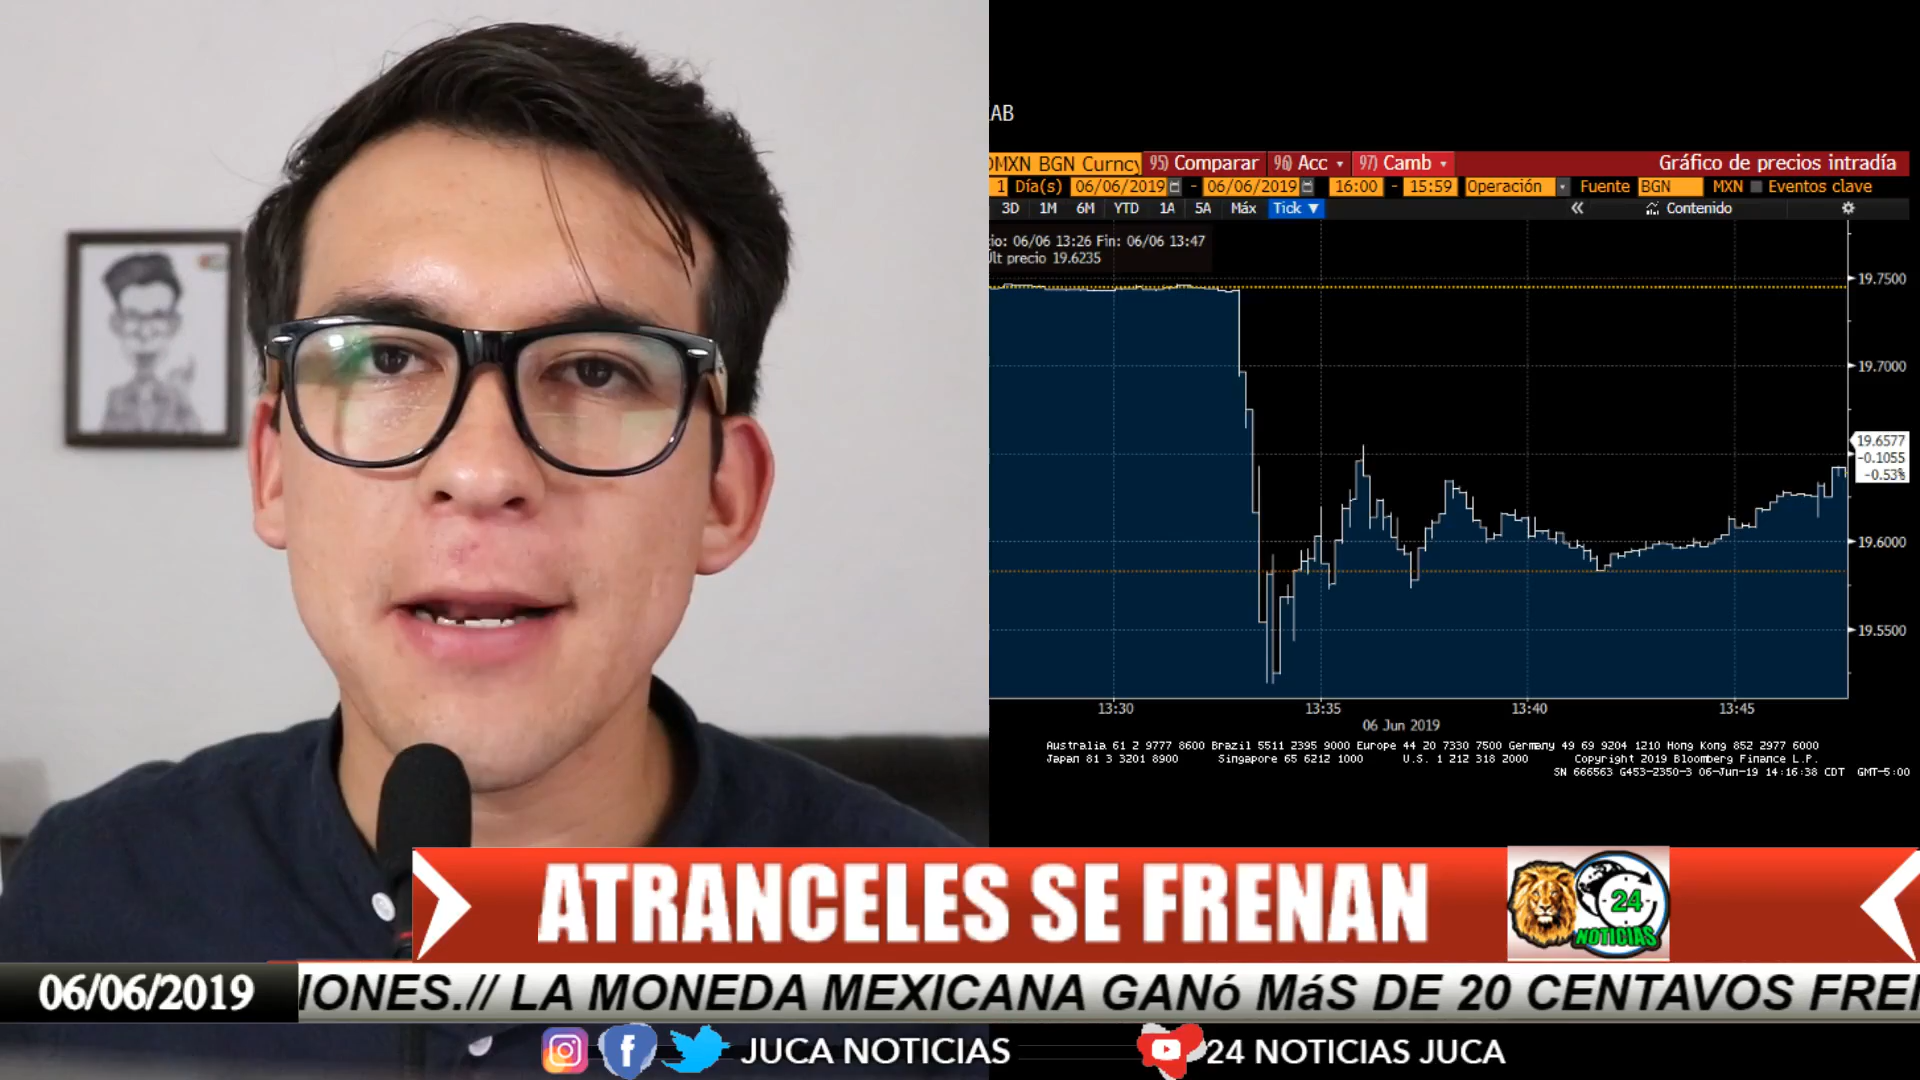 AB
MXN BGN Curncy 95) Comparar 96) Acc 97) Camb Gráfico de precios intradía
1 Día(s) 06/06/2019 - 06/06/2019 16:00 - 15:59 Operación Fuente BGN MXN Eventos clave
3D 1M 6M YTD 1A 5A Máx Tick ▼ « Contenido
io: 06/06 13:26 Fin: 06/06 13:47
Últ precio 19.6235
19.7500
19.7000
19.6577
-0.1055
-0.53%
19.6000
19.5500
13:30 13:35 13:40 13:45
06 Jun 2019
Australia 61 2 9777 8600 Brazil 5511 2395 9000 Europe 44 20 7330 7500 Germany 49 69 9204 1210 Hong Kong 852 2977 6000
Japan 81 3 3201 8900 Singapore 65 6212 1000 U.S. 1 212 318 2000 Copyright 2019 Bloomberg Finance L.P.
SN 666563 G453-2350-3 06-Jun-19 14:16:38 CDT GMT-5:00
ATRANCELES SE FRENAN
24
NOTICIAS
06/06/2019 IONES.// LA MONEDA MEXICANA GANó MáS DE 20 CENTAVOS FREN
JUCA NOTICIAS 24 NOTICIAS JUCA